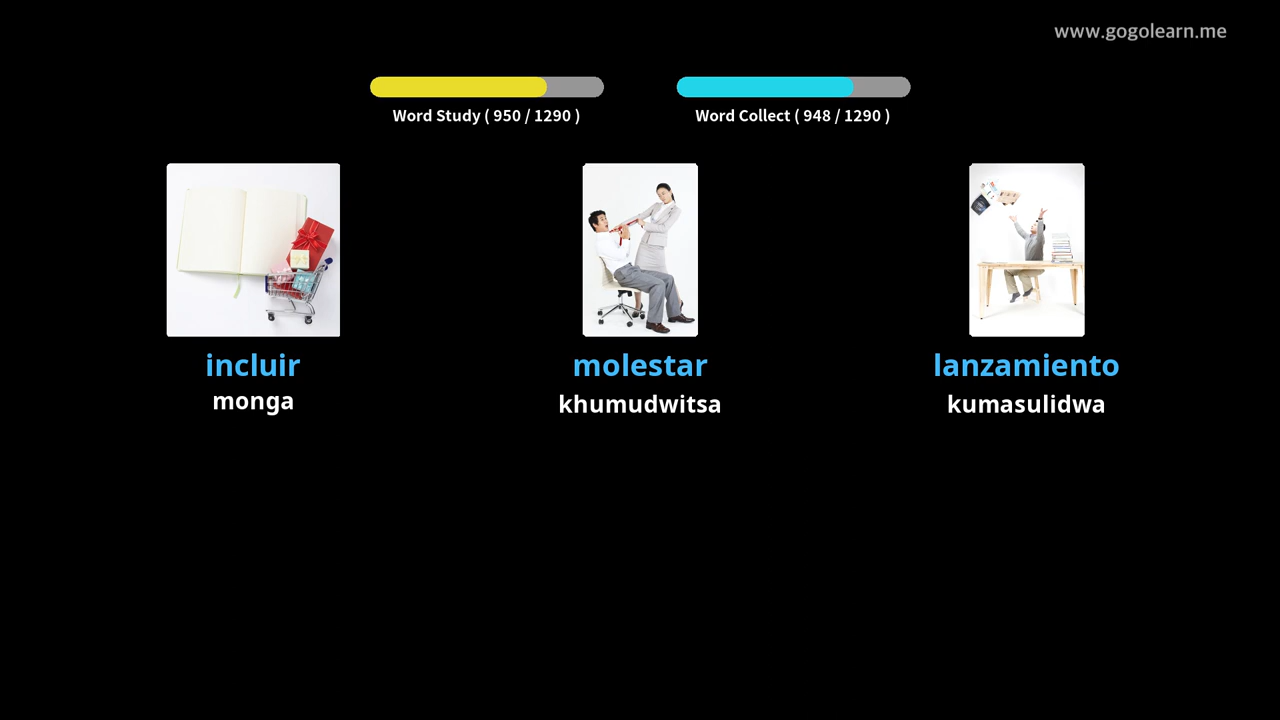 www.gogolearn.me
Word Study ( 950 / 1290 )
Word Collect ( 948 / 1290 )
incluir
monga
molestar
khumudwitsa
lanzamiento
kumasulidwa